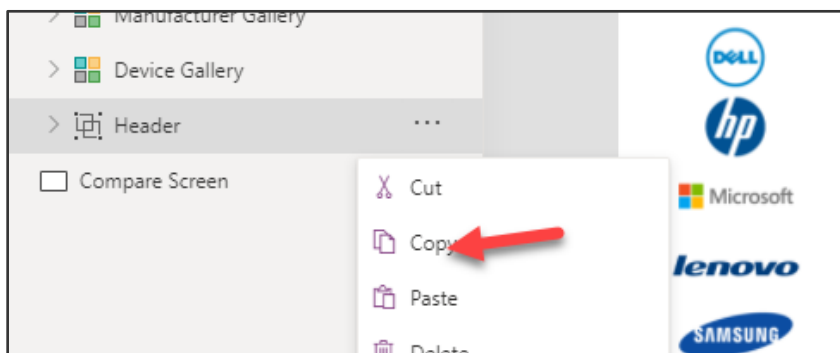 Manufacturer Gallery
Device Gallery
Header
Compare Screen
Cut
Copy
Paste
Delete
DELL
hp
Microsoft
lenovo
SAMSUNG